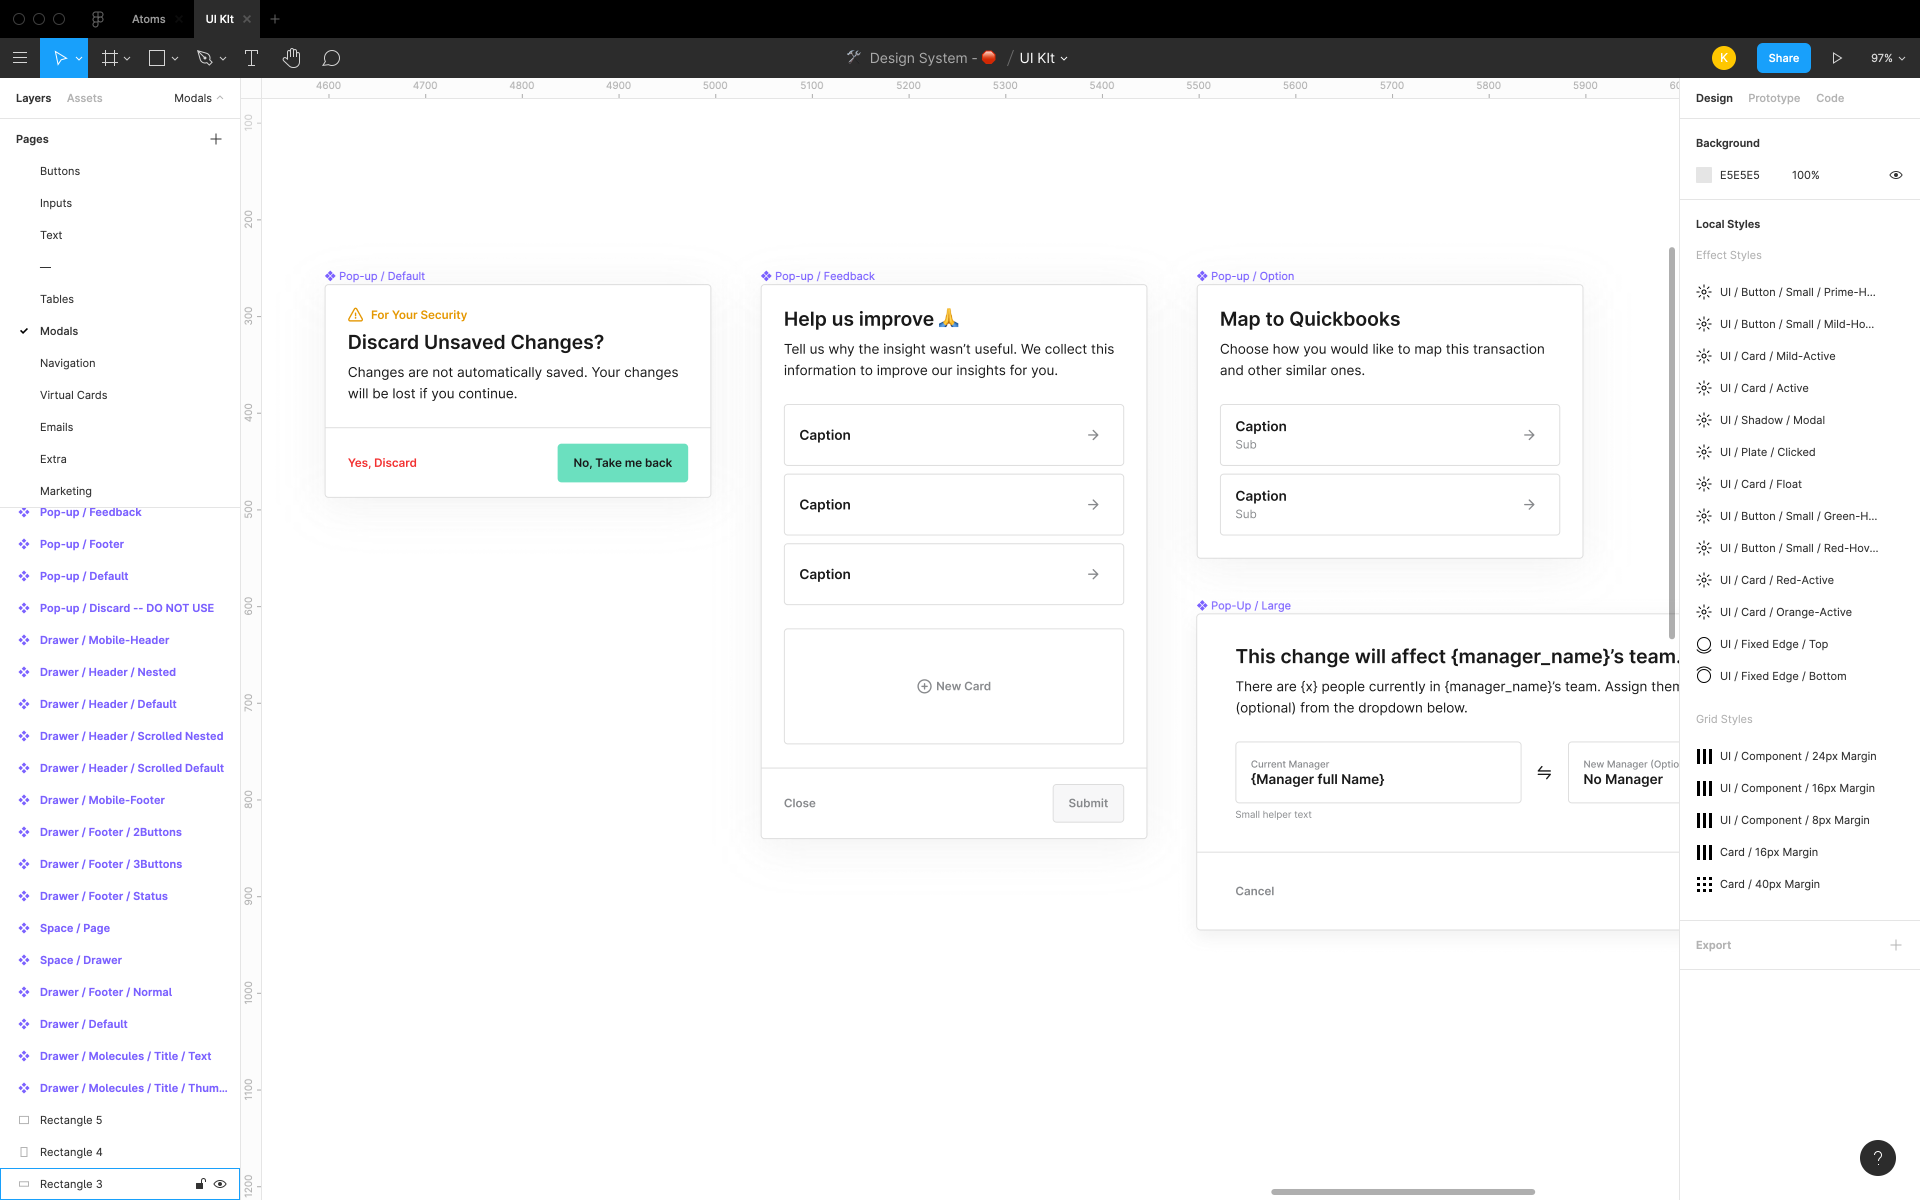 Atoms
UI KIt
Design System -
/
UI KIt
K
Share
97%
Layers
Assets
Modals
Pages
Buttons
Inputs
Text
—
Tables
Modals
Navigation
Virtual Cards
Emails
Extra
Marketing
Pop-up / Feedback
Pop-up / Footer
Pop-up / Default
Pop-up / Discard -- DO NOT USE
Drawer / Mobile-Header
Drawer / Header / Nested
Drawer / Header / Default
Drawer / Header / Scrolled Nested
Drawer / Header / Scrolled Default
Drawer / Mobile-Footer
Drawer / Footer / 2Buttons
Drawer / Footer / 3Buttons
Drawer / Footer / Status
Space / Page
Space / Drawer
Drawer / Footer / Normal
Drawer / Default
Drawer / Molecules / Title / Text
Drawer / Molecules / Title / Thum...
Rectangle 5
Rectangle 4
Rectangle 3
4600 4700 4800 4900 5000 5100 5200 5300 5400 5500 5600 5700 5800 5900
100
200
300
400
500
600
700
800
900
1000
1100
1200
Pop-up / Default
For Your Security
Discard Unsaved Changes?
Changes are not automatically saved. Your changes
will be lost if you continue.
Yes, Discard
No, Take me back
Pop-up / Feedback
Help us improve 🙏
Tell us why the insight wasn’t useful. We collect this
information to improve our insights for you.
Caption
Caption
Caption
New Card
Close
Submit
Pop-up / Option
Map to Quickbooks
Choose how you would like to map this transaction
and other similar ones.
Caption
Sub
Caption
Sub
Pop-Up / Large
This change will affect {manager_name}’s team.
There are {x} people currently in {manager_name}’s team. Assign them
(optional) from the dropdown below.
Current Manager
{Manager full Name}
New Manager (Optio
No Manager
Small helper text
Cancel
Design
Prototype
Code
Background
E5E5E5
100%
Local Styles
Effect Styles
UI / Button / Small / Prime-H...
UI / Button / Small / Mild-Ho...
UI / Card / Mild-Active
UI / Card / Active
UI / Shadow / Modal
UI / Plate / Clicked
UI / Card / Float
UI / Button / Small / Green-H...
UI / Button / Small / Red-Hov...
UI / Card / Red-Active
UI / Card / Orange-Active
UI / Fixed Edge / Top
UI / Fixed Edge / Bottom
Grid Styles
UI / Component / 24px Margin
UI / Component / 16px Margin
UI / Component / 8px Margin
Card / 16px Margin
Card / 40px Margin
Export
?